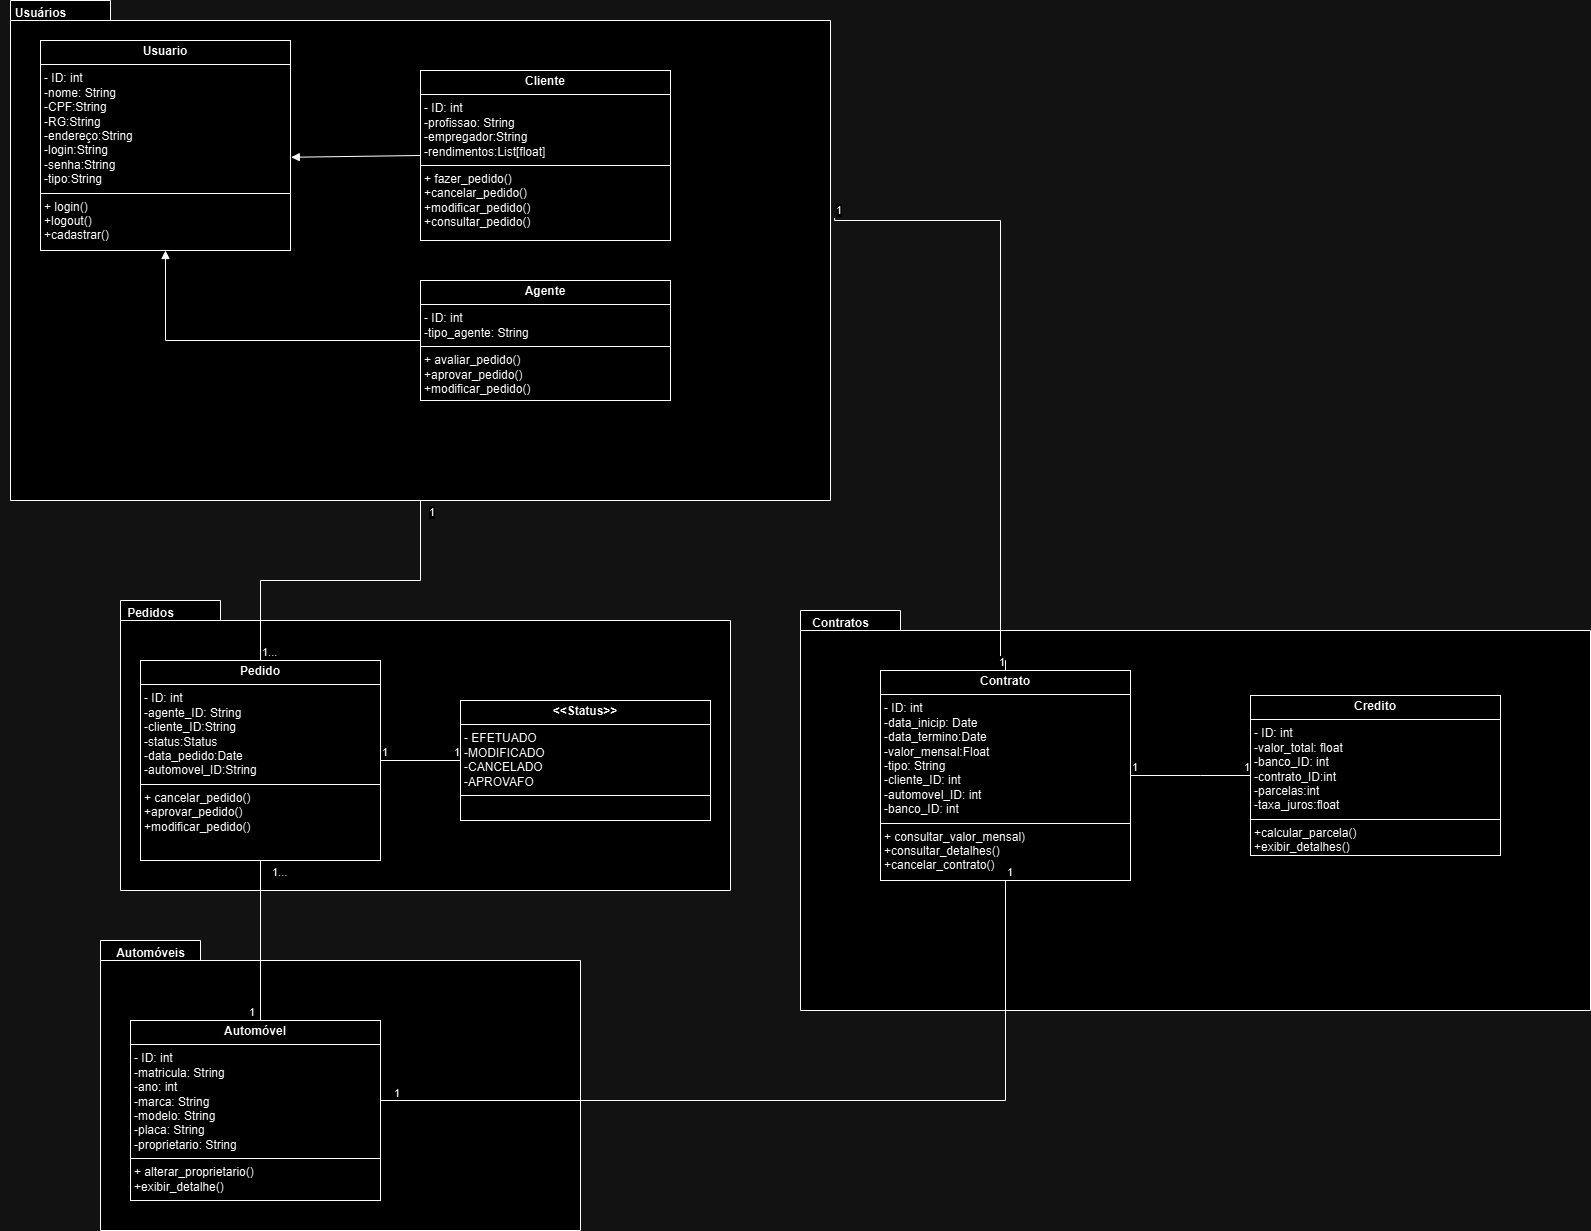 Usuários
Usuario
- ID: int
-nome: String
-CPF:String
-RG:String
-endereço:String
-login:String
-senha:String
-tipo:String
+ login()
+logout()
+cadastrar()
Cliente
- ID: int
-profissao: String
-empregador:String
-rendimentos:List[float]
+ fazer_pedido()
+cancelar_pedido()
+modificar_pedido()
+consultar_pedido()
Agente
- ID: int
-tipo_agente: String
+ avaliar_pedido()
+aprovar_pedido()
+modificar_pedido()
1
1
Pedidos
1...
Pedido
- ID: int
-agente_ID: String
-cliente_ID:String
-status:Status
-data_pedido:Date
-automovel_ID:String
+ cancelar_pedido()
+aprovar_pedido()
+modificar_pedido()
1
1
<<Status>>
- EFETUADO
-MODIFICADO
-CANCELADO
-APROVAFO
1...
Contratos
1
Contrato
- ID: int
-data_inicip: Date
-data_termino:Date
-valor_mensal:Float
-tipo: String
-cliente_ID: int
-automovel_ID: int
-banco_ID: int
+ consultar_valor_mensal)
+consultar_detalhes()
+cancelar_contrato()
1
1
1
Credito
- ID: int
-valor_total: float
-banco_ID: int
-contrato_ID:int
-parcelas:int
-taxa_juros:float
+calcular_parcela()
+exibir_detalhes()
Automóveis
1
Automóvel
- ID: int
-matricula: String
-ano: int
-marca: String
-modelo: String
-placa: String
-proprietario: String
+ alterar_proprietario()
+exibir_detalhe()
1